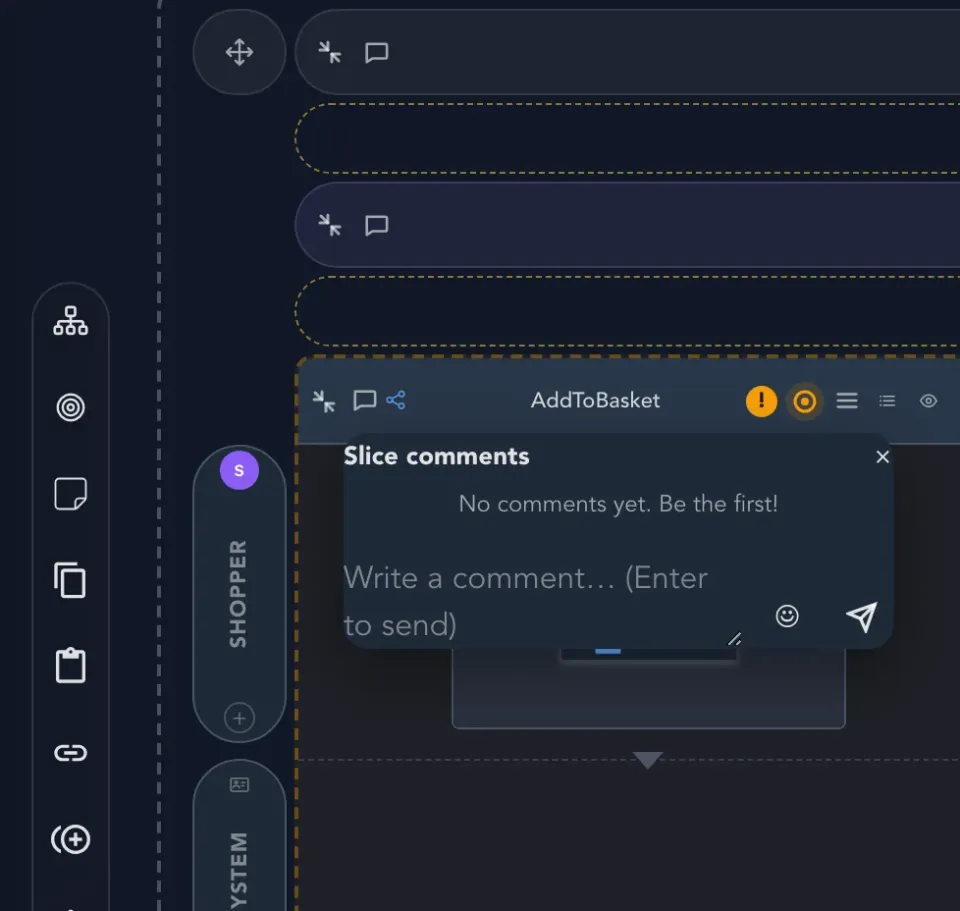 AddToBasket
!
S
Slice comments
No comments yet. Be the first!
Write a comment... (Enter
to send)
SHOPPER
YSTEM